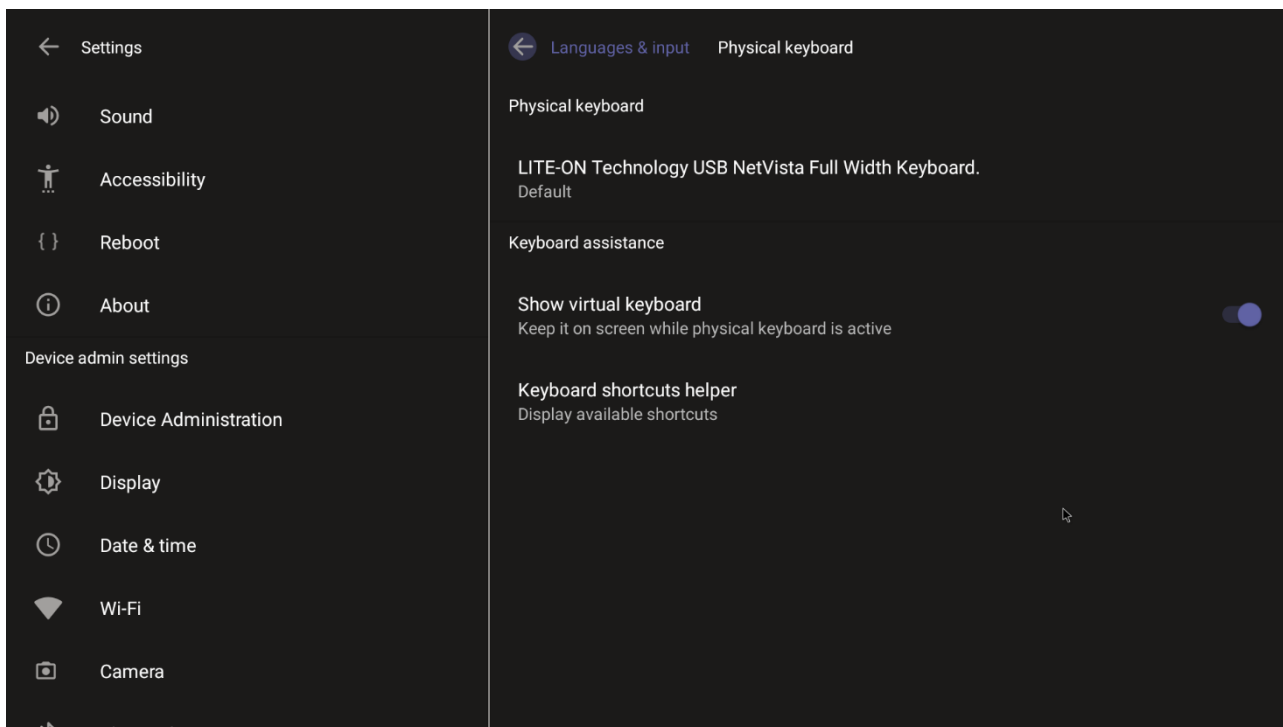 Settings
Sound
Accessibility
{ } Reboot
About
Device admin settings
Device Administration
Display
Date & time
Wi-Fi
Camera
Languages & input Physical keyboard
Physical keyboard
LITE-ON Technology USB NetVista Full Width Keyboard.
Default
Keyboard assistance
Show virtual keyboard
Keep it on screen while physical keyboard is active
Keyboard shortcuts helper
Display available shortcuts